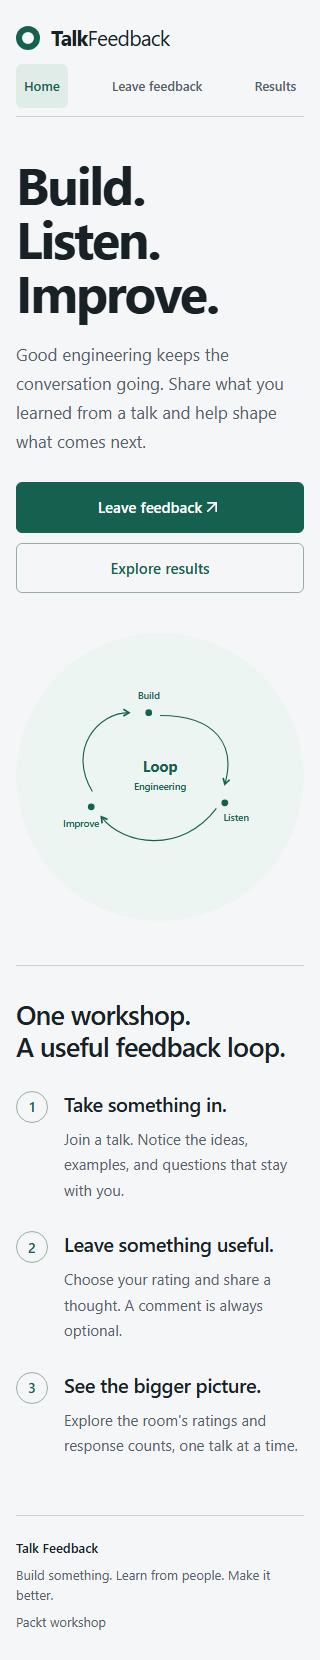 TalkFeedback
Home Leave feedback Results
Build.
Listen.
Improve.
Good engineering keeps the
conversation going. Share what you
learned from a talk and help shape
what comes next.
Leave feedback
Explore results
Build
Loop
Engineering
Listen
Improve
One workshop.
A useful feedback loop.
1 Take something in.
Join a talk. Notice the ideas,
examples, and questions that stay
with you.
2 Leave something useful.
Choose your rating and share a
thought. A comment is always
optional.
3 See the bigger picture.
Explore the room's ratings and
response counts, one talk at a time.
Talk Feedback
Build something. Learn from people. Make it
better.
Packt workshop